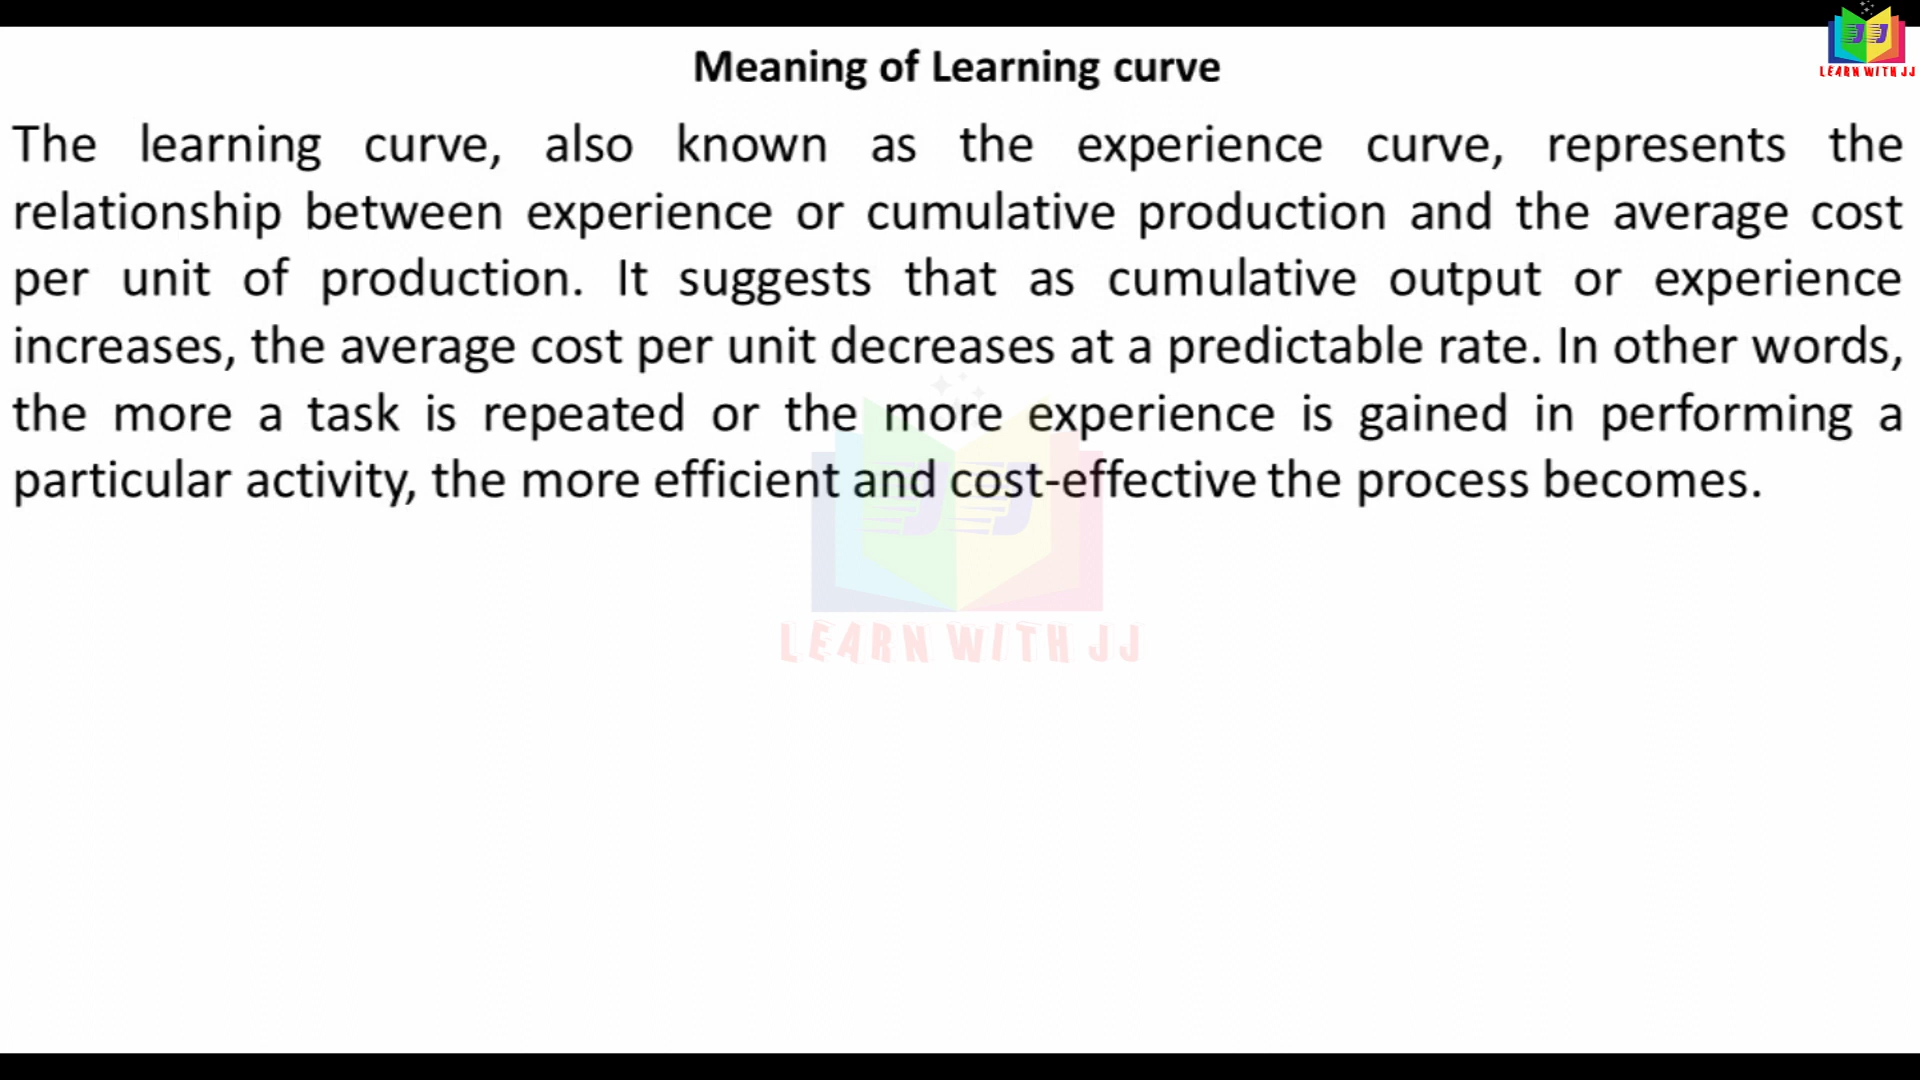 Meaning of Learning curve
LEARN WITH JJ
The learning curve, also known as the experience curve, represents the
relationship between experience or cumulative production and the average cost
per unit of production. It suggests that as cumulative output or experience
increases, the average cost per unit decreases at a predictable rate. In other words,
the more a task is repeated or the more experience is gained in performing a
particular activity, the more efficient and cost-effective the process becomes.
JJ
LEARN WITH JJ